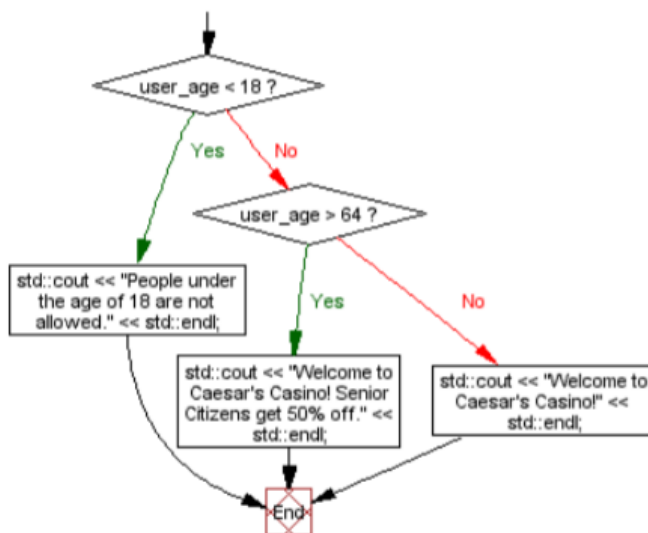 user_age < 18 ?
Yes
No
user_age > 64 ?
std::cout << "People under
the age of 18 are not
allowed." << std::endl;
Yes
No
std::cout << "Welcome to
Caesar's Casino! Senior
Citizens get 50% off." <<
std::endl;
std::cout << "Welcome to
Caesar's Casino!" <<
std::endl;
End